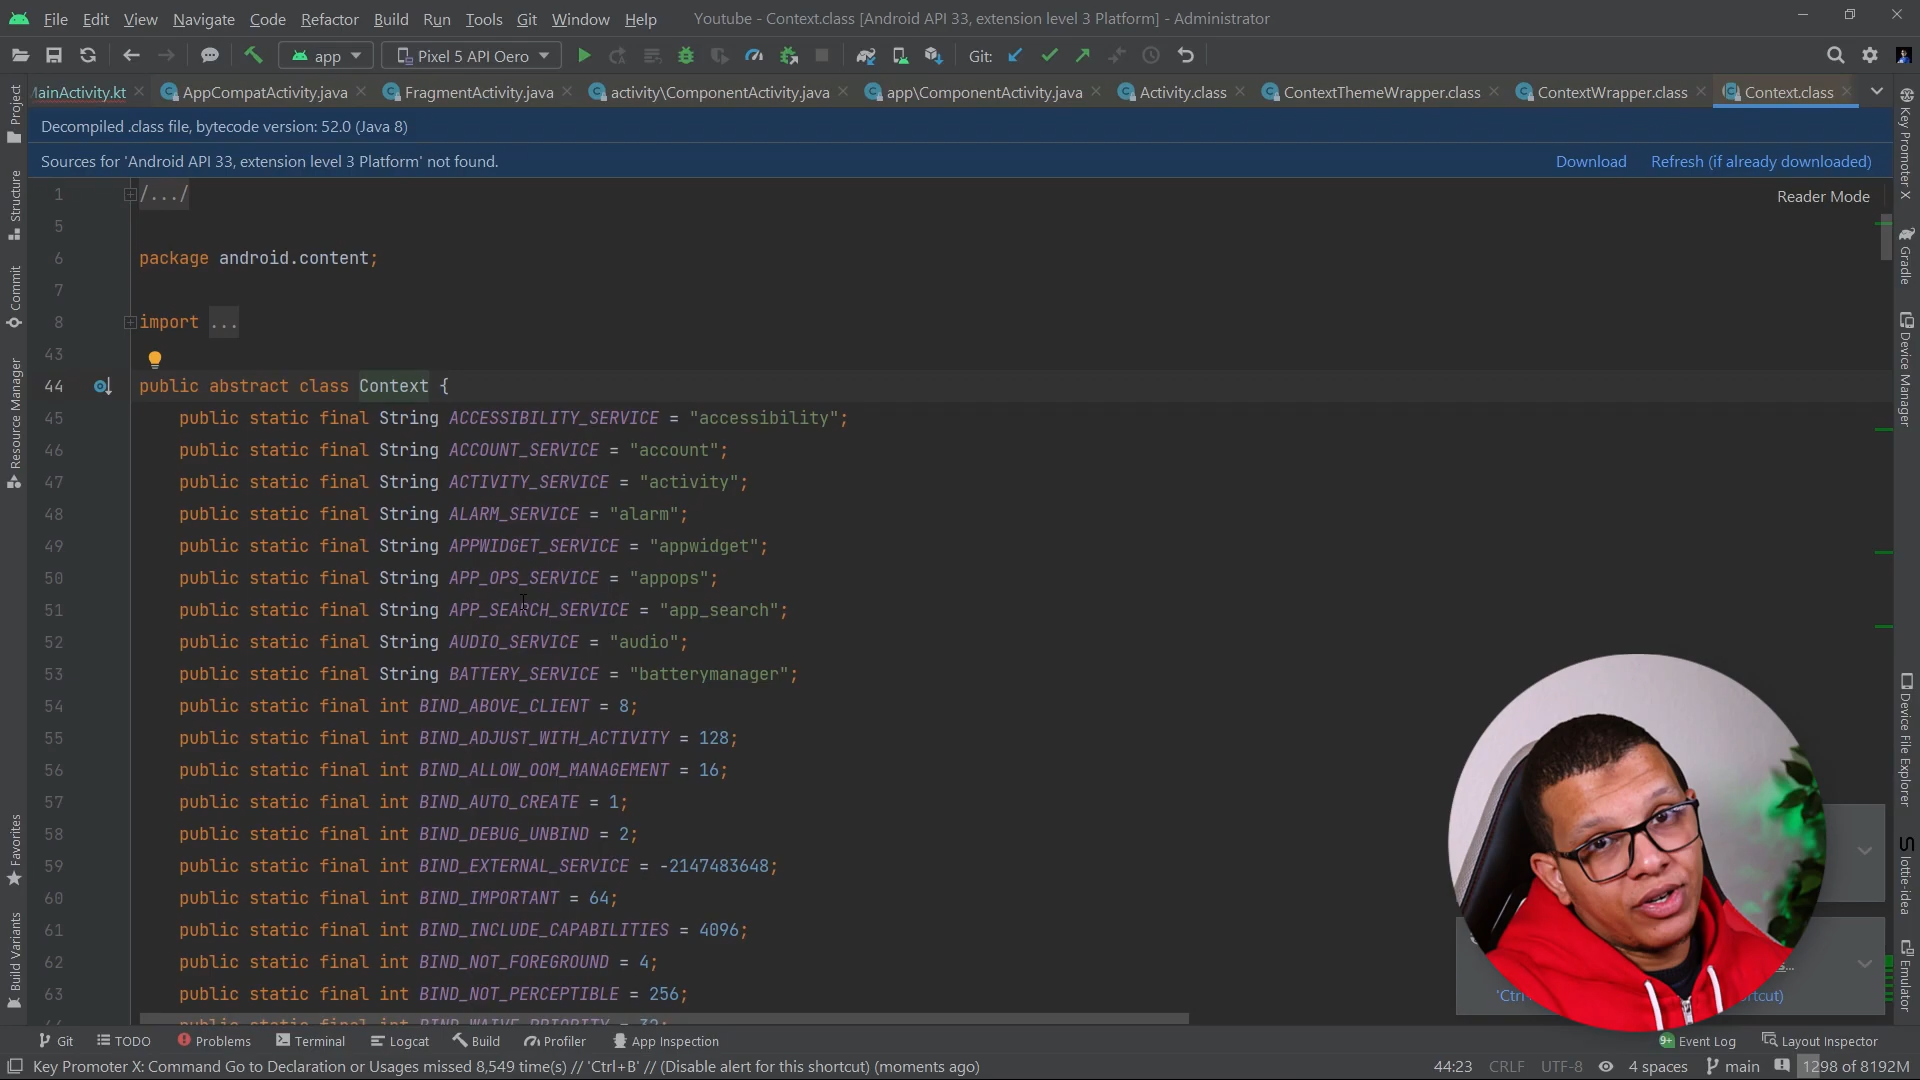 File Edit View Navigate Code Refactor Build Run Tools Git Window Help Youtube - Context.class [Android API 33, extension level 3 Platform] - Administrator
app Pixel 5 API Oero Git:
MainActivity.kt AppCompatActivity.java FragmentActivity.java activity\ComponentActivity.java app\ComponentActivity.java Activity.class ContextThemeWrapper.class ContextWrapper.class Context.class
Decompiled .class file, bytecode version: 52.0 (Java 8)
Sources for 'Android API 33, extension level 3 Platform' not found. Download Refresh (if already downloaded)
Reader Mode
1 /.../
5
6 package android.content;
7
8 import ...
43
44 public abstract class Context {
45 public static final String ACCESSIBILITY_SERVICE = "accessibility";
46 public static final String ACCOUNT_SERVICE = "account";
47 public static final String ACTIVITY_SERVICE = "activity";
48 public static final String ALARM_SERVICE = "alarm";
49 public static final String APPWIDGET_SERVICE = "appwidget";
50 public static final String APP_OPS_SERVICE = "appops";
51 public static final String APP_SEARCH_SERVICE = "app_search";
52 public static final String AUDIO_SERVICE = "audio";
53 public static final String BATTERY_SERVICE = "batterymanager";
54 public static final int BIND_ABOVE_CLIENT = 8;
55 public static final int BIND_ADJUST_WITH_ACTIVITY = 128;
56 public static final int BIND_ALLOW_OOM_MANAGEMENT = 16;
57 public static final int BIND_AUTO_CREATE = 1;
58 public static final int BIND_DEBUG_UNBIND = 2;
59 public static final int BIND_EXTERNAL_SERVICE = -2147483648;
60 public static final int BIND_IMPORTANT = 64;
61 public static final int BIND_INCLUDE_CAPABILITIES = 4096;
62 public static final int BIND_NOT_FOREGROUND = 4;
63 public static final int BIND_NOT_PERCEPTIBLE = 256;
Project
Structure
Commit
Resource Manager
Favorites
Build Variants
Key Promoter X
Gradle
Device Manager
Device File Explorer
lottie-idea
Emulator
Git TODO Problems Terminal Logcat Build Profiler App Inspection 9+ Event Log Layout Inspector
Key Promoter X: Command Go to Declaration or Usages missed 8,549 time(s) // 'Ctrl+B' // (Disable alert for this shortcut) (moments ago) 44:23 CRLF UTF-8 4 spaces main 1298 of 8192M